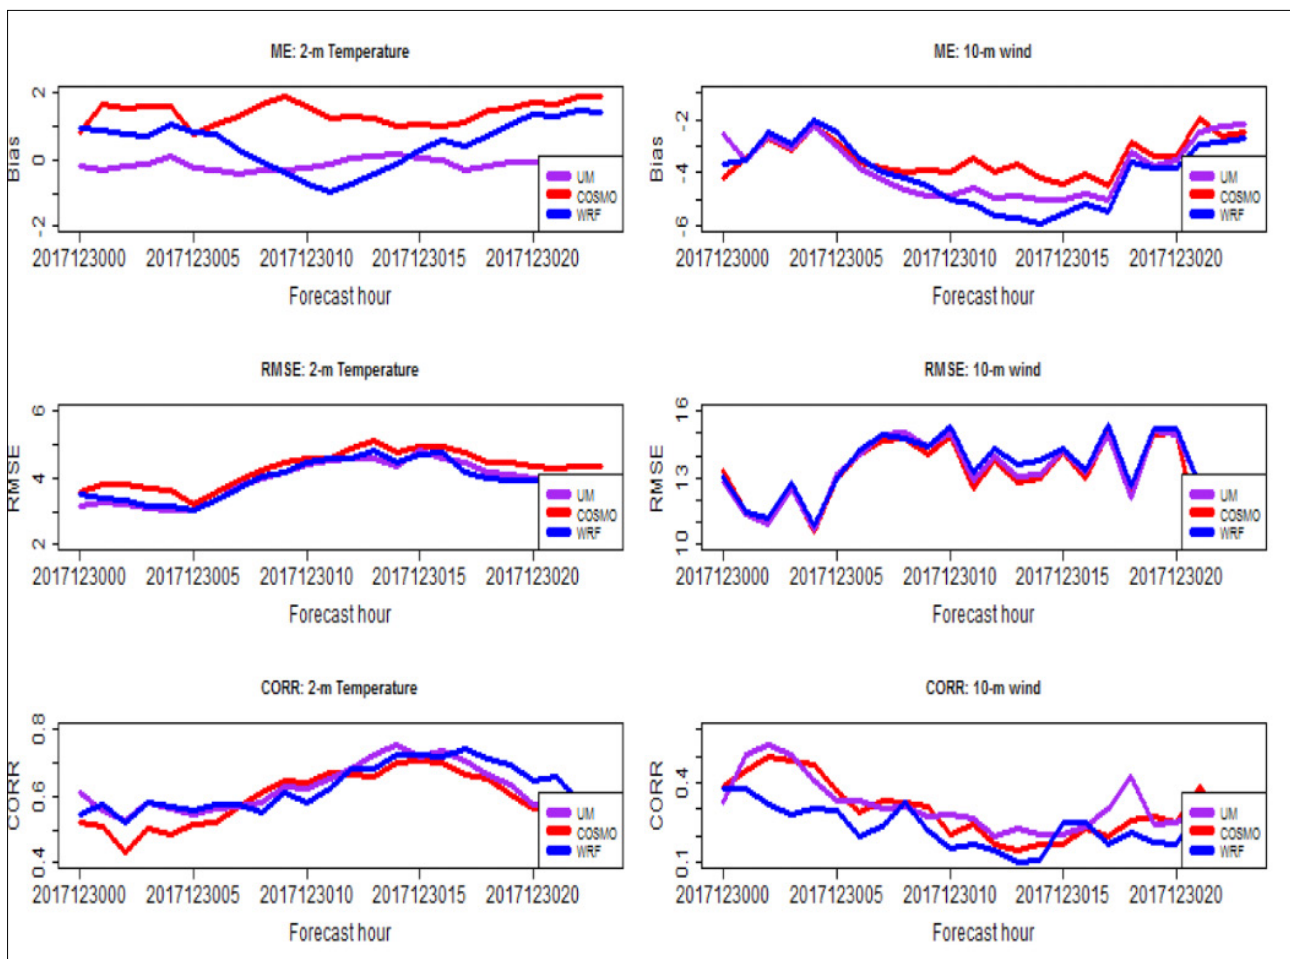 ME: 2-m Temperature
Bias
2
0
-2
UM
COSMO
WRF
2017123000 2017123005 2017123010 2017123015 2017123020
Forecast hour
ME: 10-m wind
Bias
-2
-4
-6
UM
COSMO
WRF
2017123000 2017123005 2017123010 2017123015 2017123020
Forecast hour
RMSE: 2-m Temperature
RMSE
6
4
2
UM
COSMO
WRF
2017123000 2017123005 2017123010 2017123015 2017123020
Forecast hour
RMSE: 10-m wind
RMSE
16
13
10
UM
COSMO
WRF
2017123000 2017123005 2017123010 2017123015 2017123020
Forecast hour
CORR: 2-m Temperature
CORR
0.8
0.6
0.4
UM
COSMO
WRF
2017123000 2017123005 2017123010 2017123015 2017123020
Forecast hour
CORR: 10-m wind
CORR
0.4
0.1
UM
COSMO
WRF
2017123000 2017123005 2017123010 2017123015 2017123020
Forecast hour